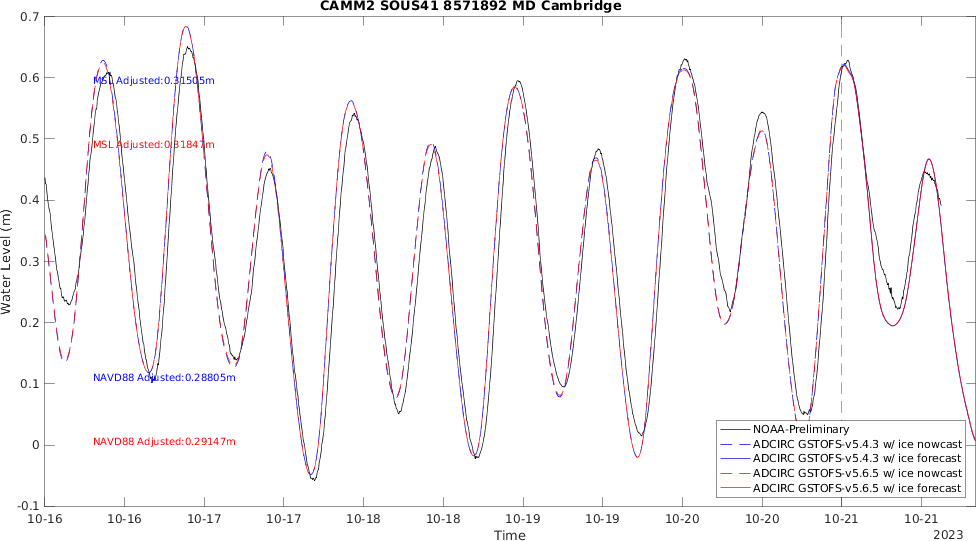 CAMM2 SOUS41 8571892 MD Cambridge
0.7
0.6
0.5
0.4
0.3
0.2
0.1
0
-0.1
Water Level (m)
MSL Adjusted:0.31505m
MSL Adjusted:0.31847m
NAVD88 Adjusted:0.28805m
NAVD88 Adjusted:0.29147m
NOAA-Preliminary
ADCIRC GSTOFS-v5.4.3 w/ ice nowcast
ADCIRC GSTOFS-v5.4.3 w/ ice forecast
ADCIRC GSTOFS-v5.6.5 w/ ice nowcast
ADCIRC GSTOFS-v5.6.5 w/ ice forecast
10-16 10-16 10-17 10-17 10-18 10-18 10-19 10-19 10-20 10-20 10-21 10-21
Time
2023